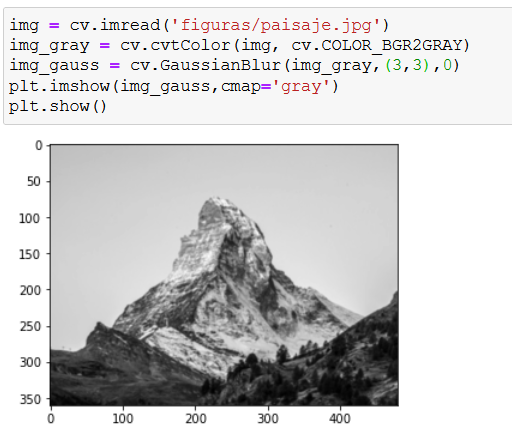 img = cv.imread('figuras/paisaje.jpg')
img_gray = cv.cvtColor(img, cv.COLOR_BGR2GRAY)
img_gauss = cv.GaussianBlur(img_gray,(3,3),0)
plt.imshow(img_gauss,cmap='gray')
plt.show()
0
50
100
150
200
250
300
350
0 100 200 300 400